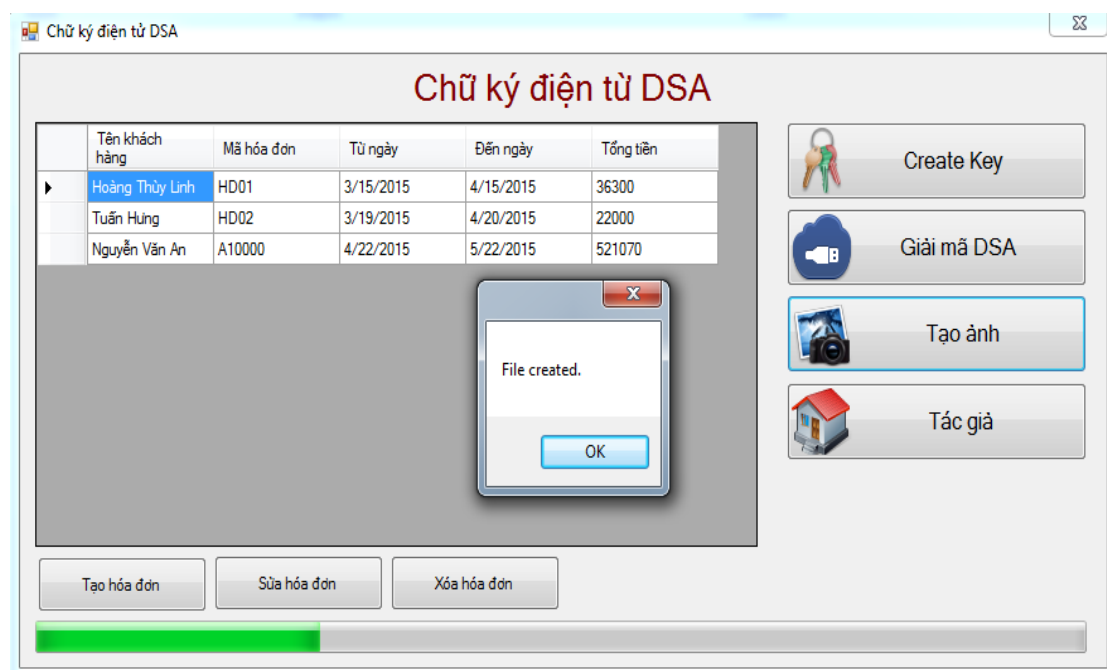 Chữ ký điện tử DSA
Chữ ký điện từ DSA
Tên khách
hàng
Mã hóa đơn
Từ ngày
Đến ngày
Tổng tiền
Hoàng Thùy Linh HD01 3/15/2015 4/15/2015 36300
Tuấn Hưng HD02 3/19/2015 4/20/2015 22000
Nguyễn Văn An A10000 4/22/2015 5/22/2015 521070
File created.
OK
Create Key
Giải mã DSA
Tạo ảnh
Tác giả
Tạo hóa đơn
Sửa hóa đơn
Xóa hóa đơn